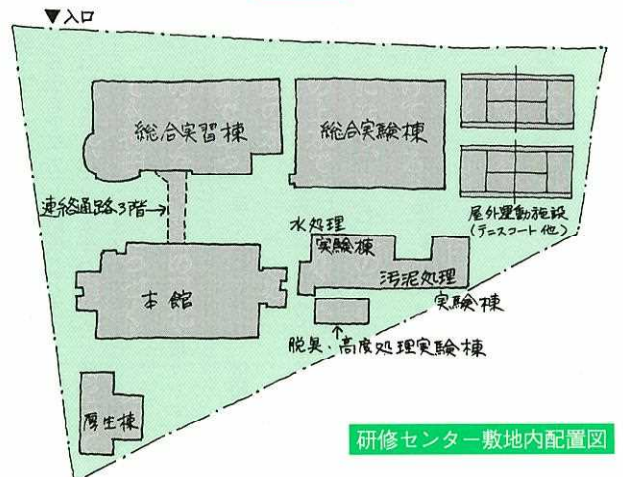 ▼入口
総合実習棟
総合実験棟
連絡通路3階→
屋外運動施設
(テニスコート他)
水処理
実験棟
汚泥処理
実験棟
本館
↑
脱臭・高度処理実験棟
厚生棟
研修センター敷地内配置図